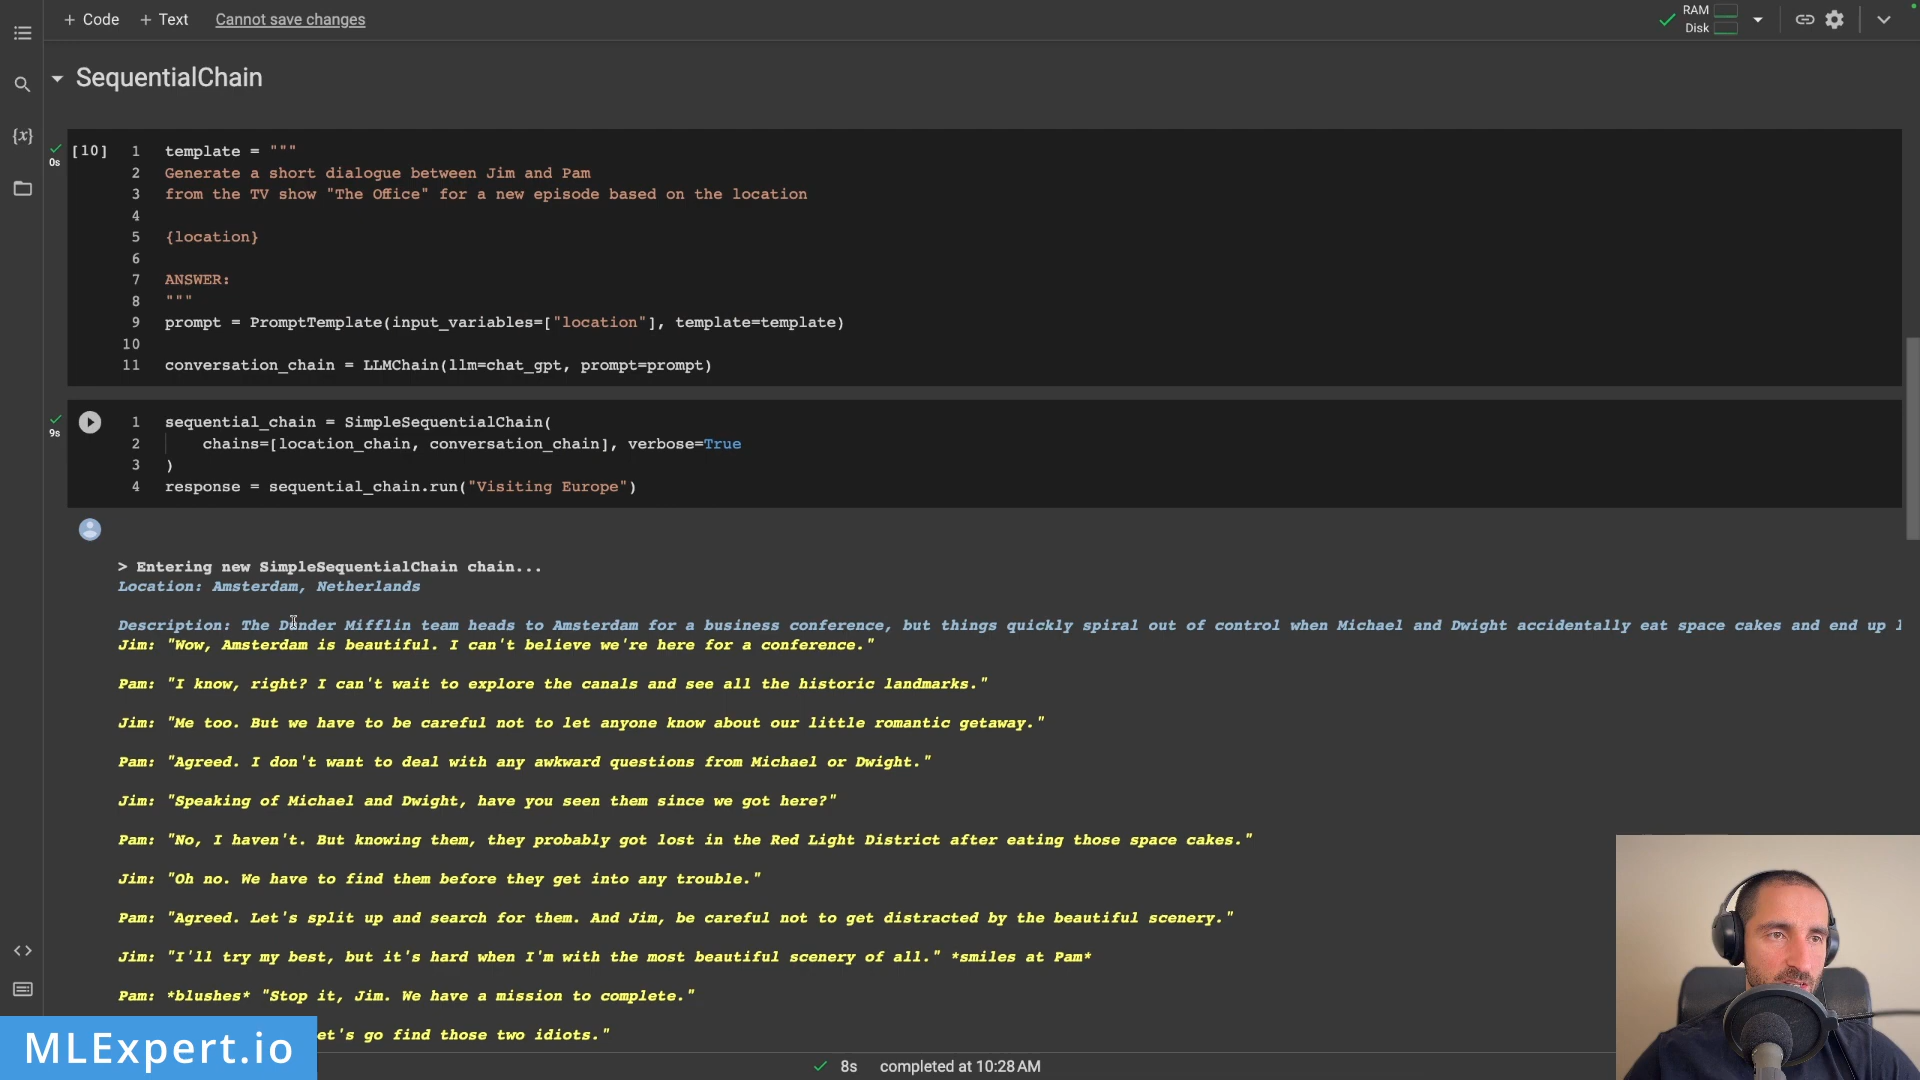 + Code + Text Cannot save changes
RAM
Disk
SequentialChain
[10]
0s
1 template = """
2 Generate a short dialogue between Jim and Pam
3 from the TV show "The Office" for a new episode based on the location
4
5 {location}
6
7 ANSWER:
8 """
9 prompt = PromptTemplate(input_variables=["location"], template=template)
10
11 conversation_chain = LLMChain(llm=chat_gpt, prompt=prompt)
9s
1 sequential_chain = SimpleSequentialChain(
2 chains=[location_chain, conversation_chain], verbose=True
3 )
4 response = sequential_chain.run("Visiting Europe")
> Entering new SimpleSequentialChain chain...
Location: Amsterdam, Netherlands
Description: The Dunder Mifflin team heads to Amsterdam for a business conference, but things quickly spiral out of control when Michael and Dwight accidentally eat space cakes and end up
Jim: "Wow, Amsterdam is beautiful. I can't believe we're here for a conference."
Pam: "I know, right? I can't wait to explore the canals and see all the historic landmarks."
Jim: "Me too. But we have to be careful not to let anyone know about our little romantic getaway."
Pam: "Agreed. I don't want to deal with any awkward questions from Michael or Dwight."
Jim: "Speaking of Michael and Dwight, have you seen them since we got here?"
Pam: "No, I haven't. But knowing them, they probably got lost in the Red Light District after eating those space cakes."
Jim: "Oh no. We have to find them before they get into any trouble."
Pam: "Agreed. Let's split up and search for them. And Jim, be careful not to get distracted by the beautiful scenery."
Jim: "I'll try my best, but it's hard when I'm with the most beautiful scenery of all." *smiles at Pam*
Pam: *blushes* "Stop it, Jim. We have a mission to complete."
et's go find those two idiots."
MLExpert.io
8s completed at 10:28 AM